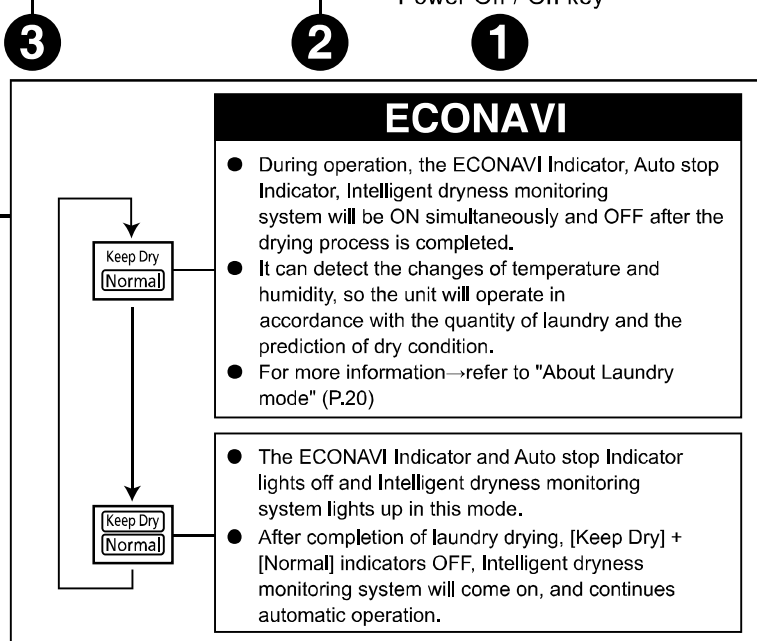 Power Off / On key
3 2 1
ECONAVI
● During operation, the ECONAVI Indicator, Auto stop
Indicator, Intelligent dryness monitoring
system will be ON simultaneously and OFF after the
drying process is completed.
Keep Dry
Normal
● It can detect the changes of temperature and
humidity, so the unit will operate in
accordance with the quantity of laundry and the
prediction of dry condition.
● For more information→refer to "About Laundry
mode" (P.20)
● The ECONAVI Indicator and Auto stop Indicator
lights off and Intelligent dryness monitoring
system lights up in this mode.
Keep Dry
Normal
● After completion of laundry drying, [Keep Dry] +
[Normal] indicators OFF, Intelligent dryness
monitoring system will come on, and continues
automatic operation.